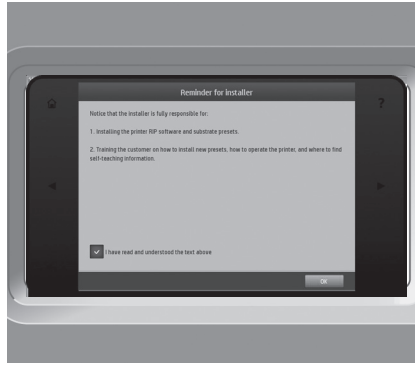 Reminder for installer
?
Notice that the installer is fully responsible for:
1. Installing the printer RIP software and substrate presets.
2. Training the customer on how to install new presets, how to operate the printer, and where to find
self-teaching information.
I have read and understood the text above
OK